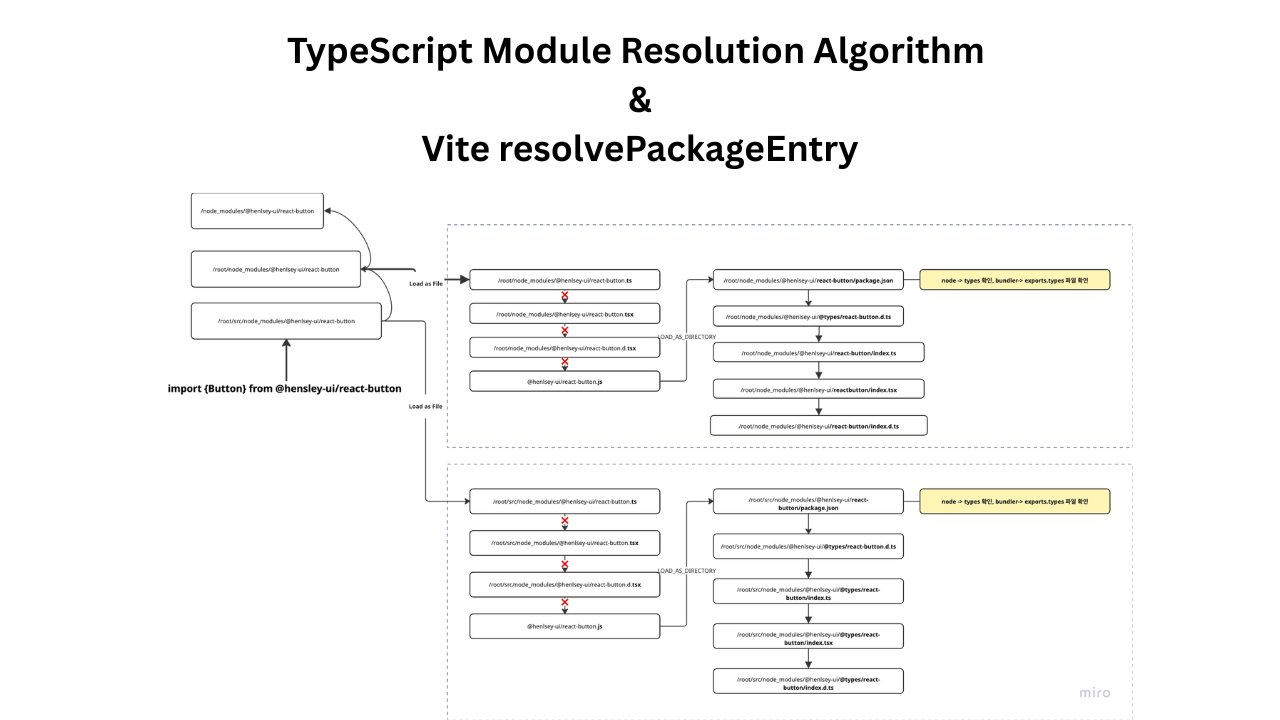 TypeScript Module Resolution Algorithm
&
Vite resolvePackageEntry
/node_modules/@henlsey-ui/react-button
/root/node_modules/@henlsey-ui/react-button
/root/src/node_modules/@henlsey-ui/react-button
import {Button} from @hensley-ui/react-button
Load as File
/root/node_modules/@henlsey-ui/react-button.ts
/root/node_modules/@henlsey-ui/react-button.tsx
/root/node_modules/@henlsey-ui/react-button.d.tsx
@henlsey-ui/react-button.js
LOAD_AS_DIRECTORY
/root/node_modules/@henlsey-ui/react-button/package.json
node -> types 확인, bundler-> exports.types 파일 확인
/root/node_modules/@henlsey-ui/@types/react-button.d.ts
/root/node_modules/@henlsey-ui/react-button/index.ts
/root/node_modules/@henlsey-ui/reactbutton/index.tsx
/root/node_modules/@henlsey-ui/react-button/index.d.ts
Load as File
/root/src/node_modules/@henlsey-ui/react-button.ts
/root/src/node_modules/@henlsey-ui/react-button.tsx
/root/src/node_modules/@henlsey-ui/react-button.d.tsx
@henlsey-ui/react-button.js
LOAD_AS_DIRECTORY
/root/src/node_modules/@henlsey-ui/react-
button/package.json
node -> types 확인, bundler-> exports.types 파일 확인
/root/src/node_modules/@henlsey-ui/@types/react-button.d.ts
/root/src/node_modules/@henlsey-ui/@types/react-
button/index.ts
/root/src/node_modules/@henlsey-ui/@types/react-
button/index.tsx
/root/src/node_modules/@henlsey-ui/@types/react-
button/index.d.ts
miro